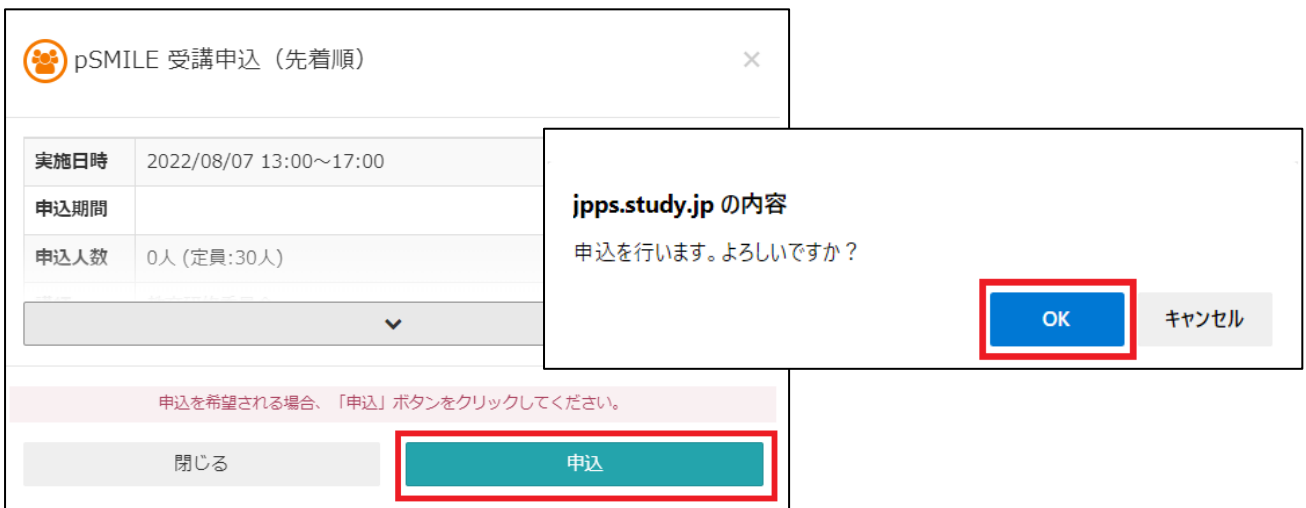 pSMILE 受講申込（先着順）
×
実施日時 2022/08/07 13:00～17:00
申込期間
申込人数 0人 (定員:30人)
申込を希望される場合、「申込」ボタンをクリックしてください。
閉じる 申込
jpps.study.jp の内容
申込を行います。よろしいですか？
OK キャンセル